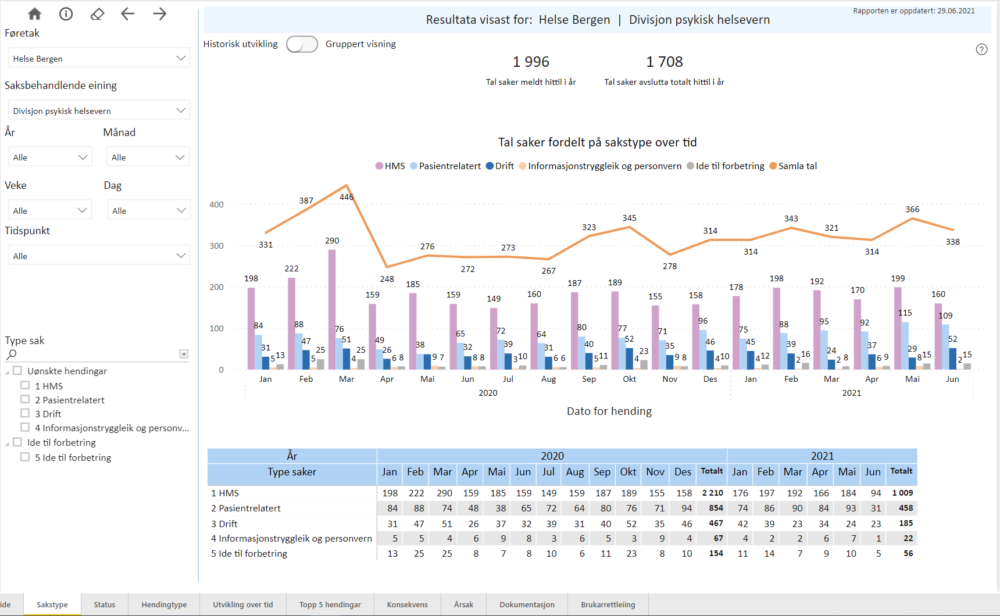 Rapporten er oppdatert: 29.06.2021
Resultata visast for: Helse Bergen | Divisjon psykisk helsevern
Føretak
Helse Bergen
Saksbehandlende eining
Divisjon psykisk helsevern
År Månad
Alle Alle
Veke Dag
Alle Alle
Tidspunkt
Alle
Type sak
Uønskte hendingar
1 HMS
2 Pasientrelatert
3 Drift
4 Informasjonstryggleik og personv...
Ide til forbetring
5 Ide til forbetring
Historisk utvikling Gruppert visning
?
1 996 1 708
Tal saker meldt hittil i år Tal saker avslutta totalt hittil i år
Tal saker fordelt på sakstype over tid
HMS Pasientrelatert Drift Informasjonstryggleik og personvern Ide til forbetring Samla tal
400
300
200
100
0
331 387 446 248 276 272 273 267 323 345 278 314 314 343 321 314 366 338
198 222 290 159 185 159 149 160 187 189 155 158 178 198 192 170 199 160
84 88 76 49 38 65 72 64 80 77 71 96 75 88 95 92 115 109
31 47 51 26 32 39 31 40 52 35 46 45 39 24 37 29 52
5 5 4 6 9 8 3 6 5 4 9 4 4 2 2 6 8 2
13 25 25 8 7 8 10 6 11 23 8 10 12 16 8 9 15 15
Jan Feb Mar Apr Mai Jun Jul Aug Sep Okt Nov Des Jan Feb Mar Apr Mai Jun
2020 2021
Dato for hending
År 2020 2021
Type saker Jan Feb Mar Apr Mai Jun Jul Aug Sep Okt Nov Des Totalt Jan Feb Mar Apr Mai Jun Totalt
1 HMS 198 222 290 159 185 159 149 159 187 189 155 158 2 210 176 197 192 166 184 94 1 009
2 Pasientrelatert 84 88 74 48 38 65 72 64 80 76 71 94 854 74 86 90 84 93 31 458
3 Drift 31 47 51 26 37 32 39 31 40 52 35 46 467 42 39 23 34 24 23 185
4 Informasjonstryggleik og personvern 5 5 4 6 9 8 3 6 5 3 9 4 67 4 2 2 6 7 1 22
5 Ide til forbetring 13 25 25 8 7 8 10 6 11 23 8 10 154 11 14 7 9 10 5 56
ide Sakstype Status Hendingtype Utvikling over tid Topp 5 hendingar Konsekvens Årsak Dokumentasjon Brukarrettleiing